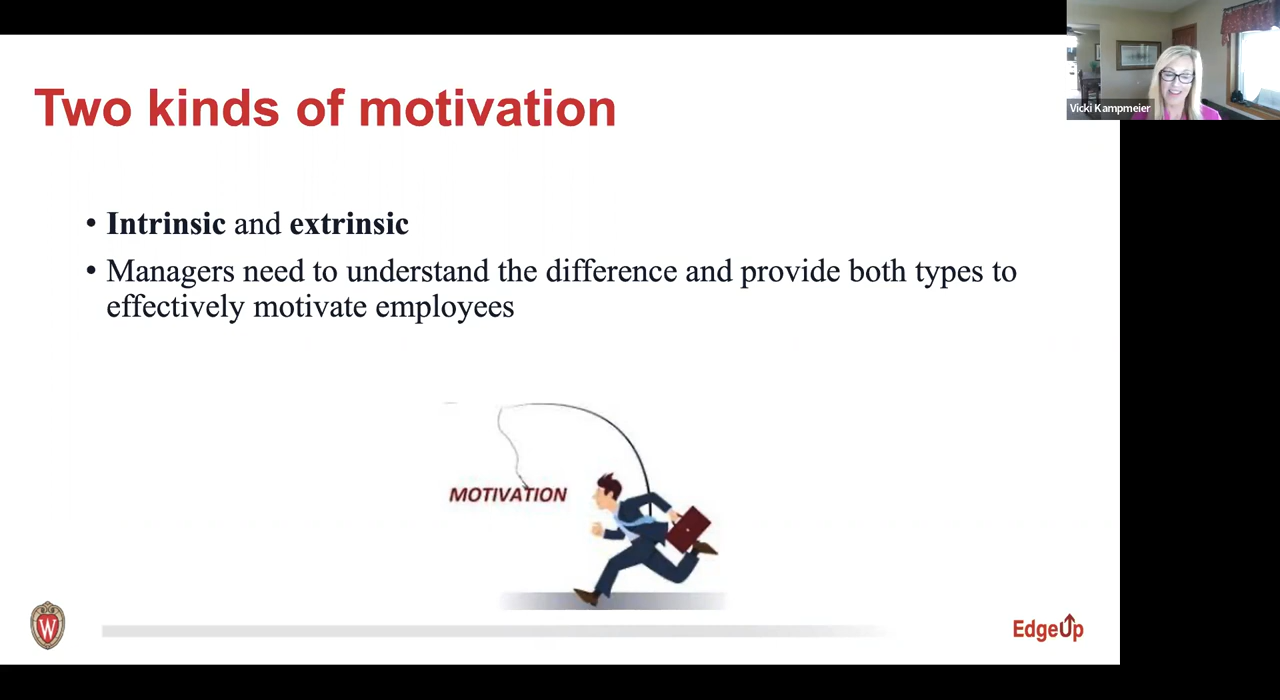 Two kinds of motivation
Vicki Kampmeier
• Intrinsic and extrinsic
• Managers need to understand the difference and provide both types to
effectively motivate employees
MOTIVATION
W
EdgeUp